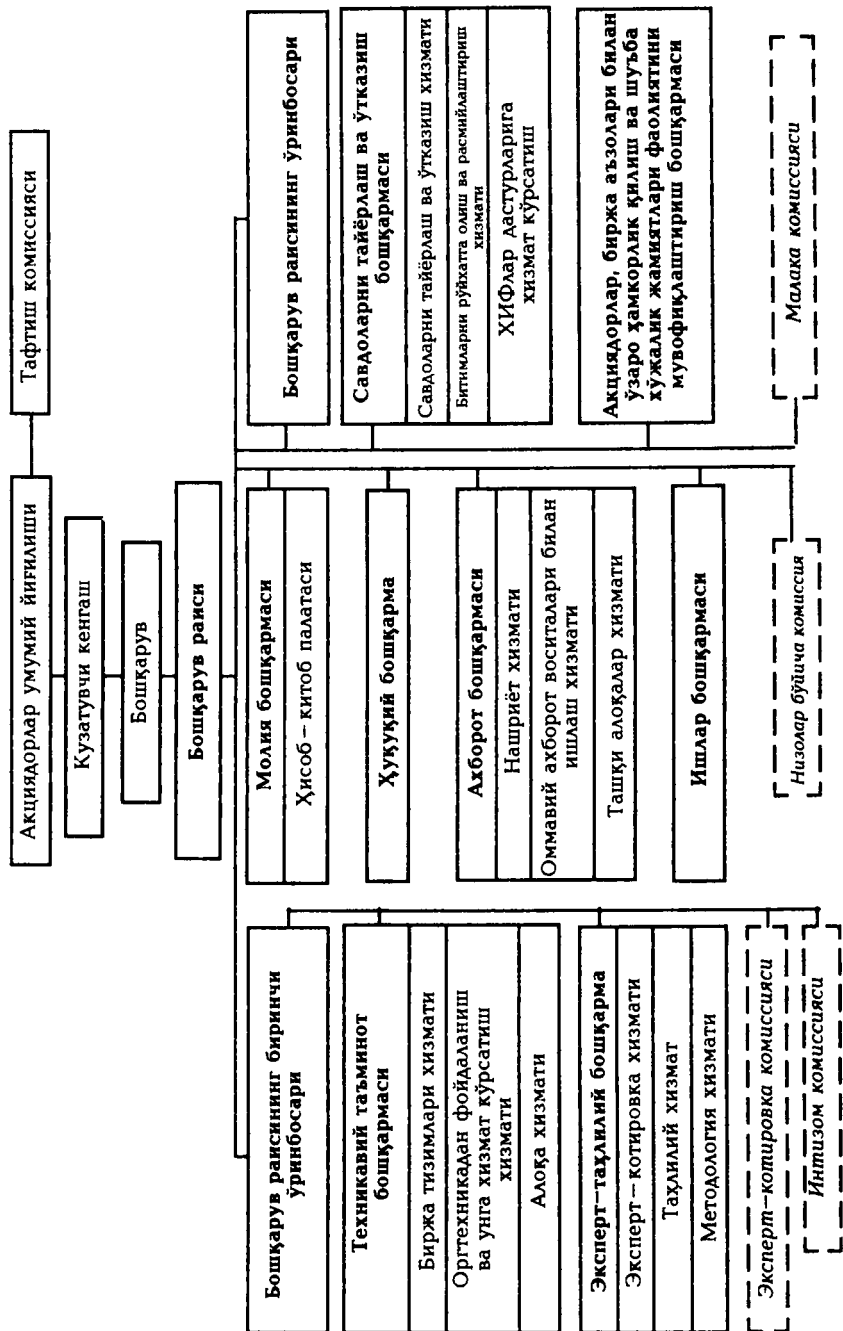 Акциядорлар умумий йиғилиши
Тафтиш комиссияси
Кузатувчи кенгаш
Бошқарув
Бошқарув раиси
Бошқарув раисининг биринчи
ўринбосари
Техникавий таъминот
бошқармаси
Биржа тизимлари хизмати
Оргтехникадан фойдаланиш
ва унга хизмат кўрсатиш
хизмати
Алоқа хизмати
Эксперт–таҳлилий бошқарма
Эксперт–котировка хизмати
Таҳлилий хизмат
Методология хизмати
Эксперт–котировка комиссияси
Интизом комиссияси
Молия бошқармаси
Ҳисоб–китоб палатаси
Ҳуқуқий бошқарма
Ахборот бошқармаси
Нашриёт хизмати
Оммавий ахборот воситалари билан
ишлаш хизмати
Ташқи алоқалар хизмати
Ишлар бошқармаси
Низолар бўйича комиссия
Бошқарув раисининг ўринбосари
Савдоларни тайёрлаш ва ўтказиш
бошқармаси
Савдоларни тайёрлаш ва ўтказиш хизмати
Битимларни рўйхатга олиш ва расмийлаштириш
хизмати
ХИФлар дастурларига
хизмат кўрсатиш
Акциядорлар, биржа аъзолари билан
ўзаро ҳамкорлик қилиш ва шуъба
хўжалик жамиятлари фаолиятини
мувофиқлаштириш бошқармаси
Малака комиссияси